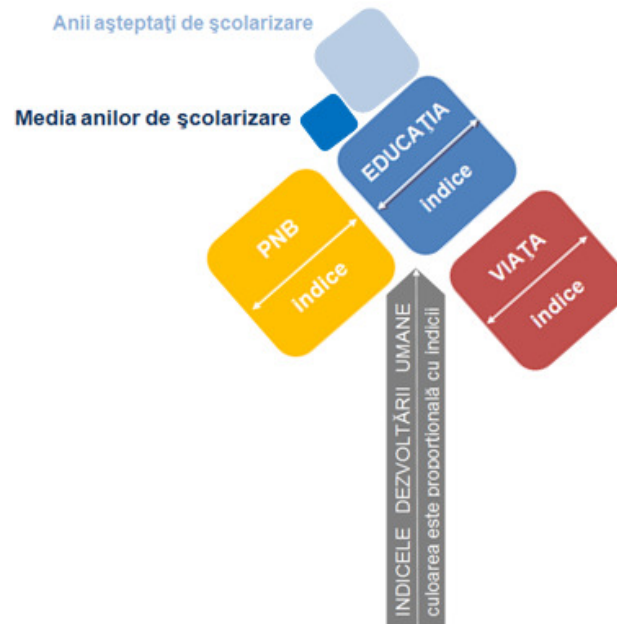 Anii aşteptaţi de şcolarizare
Media anilor de şcolarizare
EDUCAŢIA
indice
PNB
indice
VIAŢA
indice
INDICELE DEZVOLTĂRII UMANE
culoarea este proporţională cu indicii